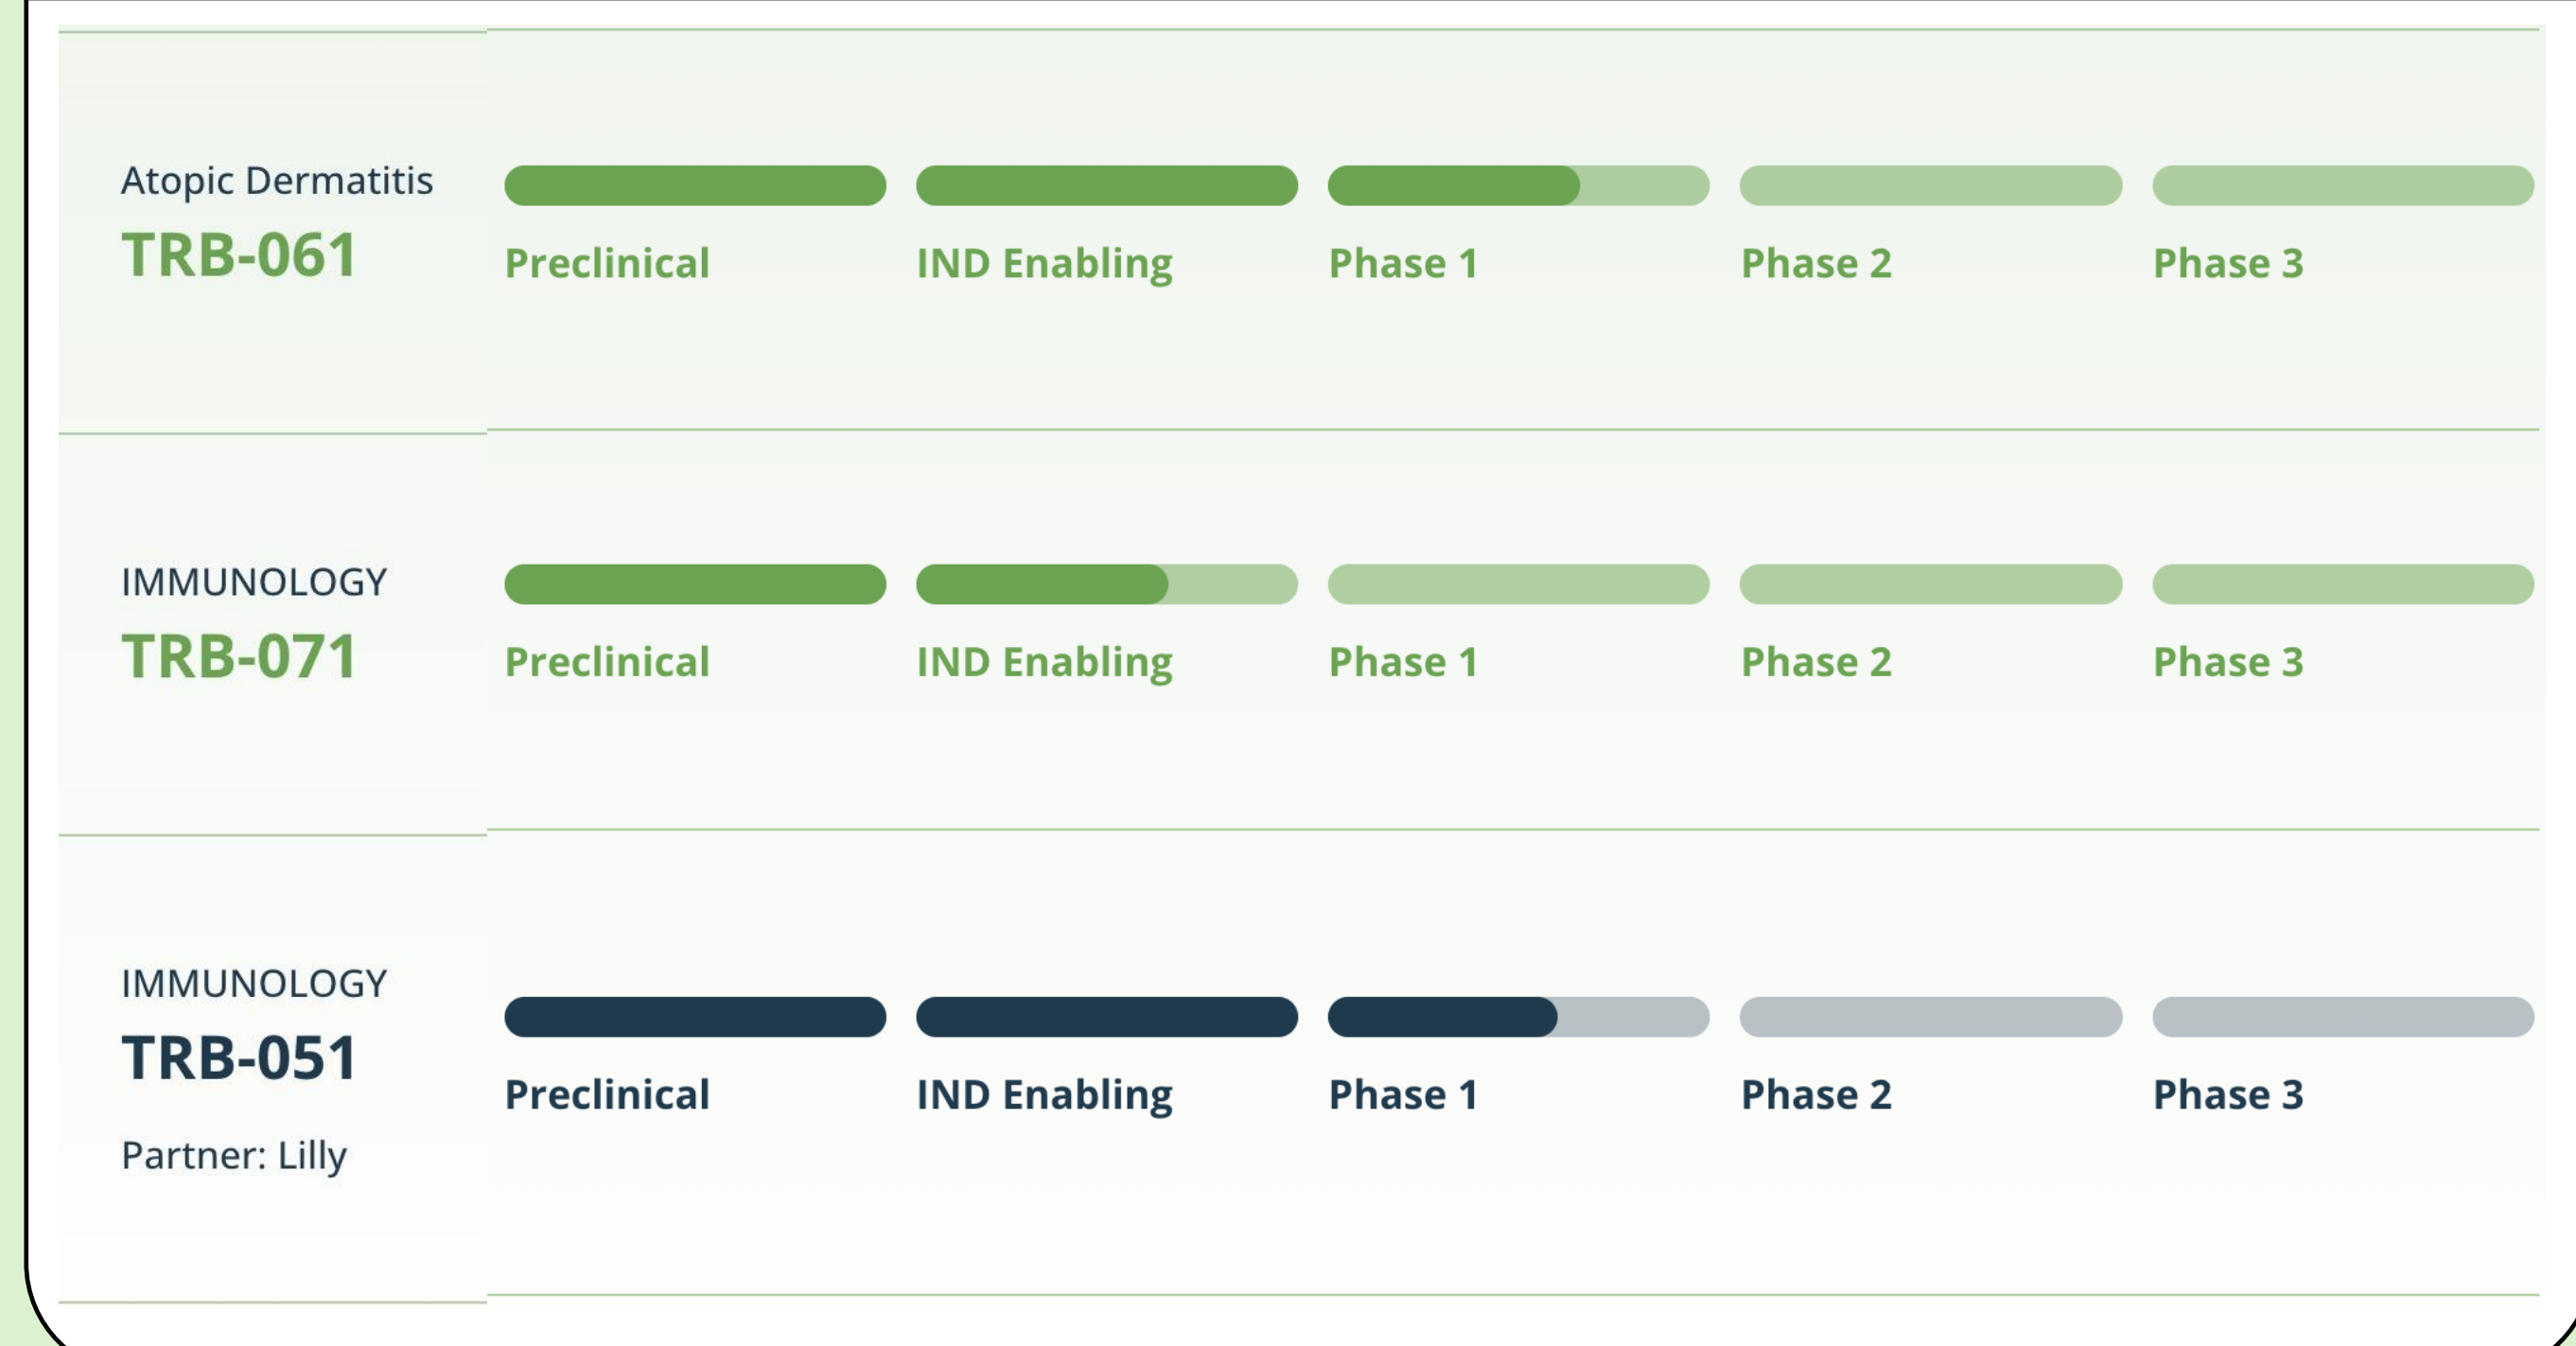 Atopic Dermatitis
TRB-061
Preclinical IND Enabling Phase 1 Phase 2 Phase 3
IMMUNOLOGY
TRB-071
Preclinical IND Enabling Phase 1 Phase 2 Phase 3
IMMUNOLOGY
TRB-051
Partner: Lilly
Preclinical IND Enabling Phase 1 Phase 2 Phase 3